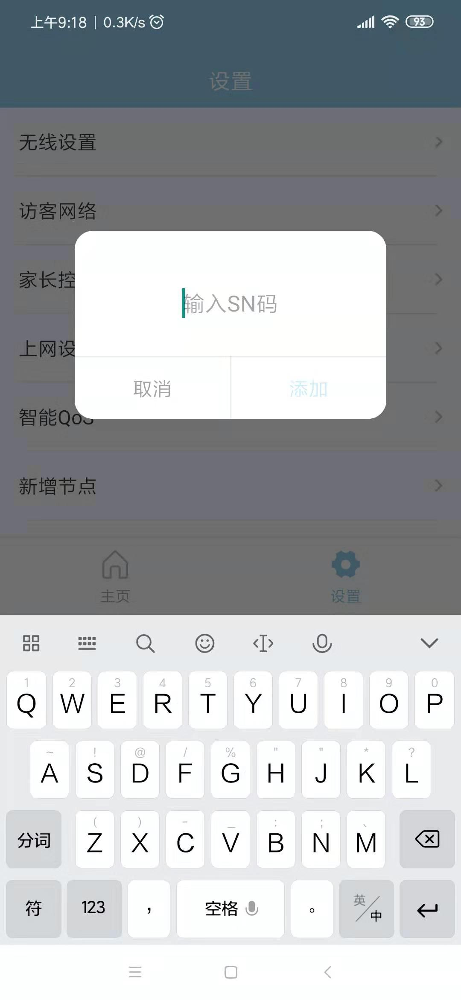 上午9:18 | 0.3K/s
93
设置
无线设置
访客网络
家长控
上网设
智能QoS
新增节点
输入SN码
取消 添加
主页 设置
1 2 3 4 5 6 7 8 9 0
Q W E R T Y U I O P
~ ! @ / % " " * ?
A S D F G H J K L
( ) - _ : ; 、
分词 Z X C V B N M
符 123 , 空格 。 英/中